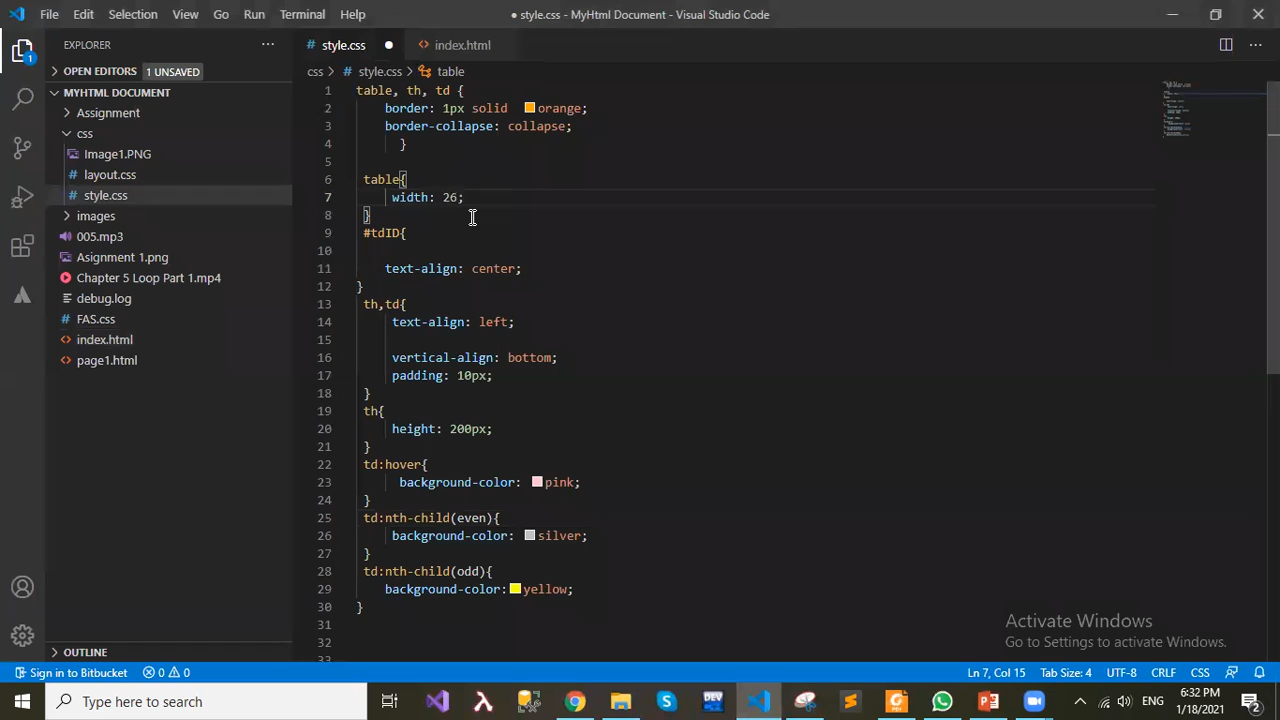 File Edit Selection View Go Run Terminal Help
● style.css - MyHtml Document - Visual Studio Code
EXPLORER ···
OPEN EDITORS 1 UNSAVED
MYHTML DOCUMENT
Assignment
css
Image1.PNG
# layout.css
# style.css
images
005.mp3
Asignment 1.png
Chapter 5 Loop Part 1.mp4
debug.log
# FAS.css
<> index.html
<> page1.html
OUTLINE
1
# style.css ● <> index.html
css > # style.css > table
1 table, th, td {
2 border: 1px solid orange;
3 border-collapse: collapse;
4 }
5
6 table{
7 width: 26;
8 }
9 #tdID{
10
11 text-align: center;
12 }
13 th,td{
14 text-align: left;
15
16 vertical-align: bottom;
17 padding: 10px;
18 }
19 th{
20 height: 200px;
21 }
22 td:hover{
23 background-color: pink;
24 }
25 td:nth-child(even){
26 background-color: silver;
27 }
28 td:nth-child(odd){
29 background-color:yellow;
30 }
31
32
33
Activate Windows
Go to Settings to activate Windows.
Sign in to Bitbucket 0 0 Ln 7, Col 15 Tab Size: 4 UTF-8 CRLF CSS
Type here to search
DEV
ENG
6:32 PM
1/18/2021
2